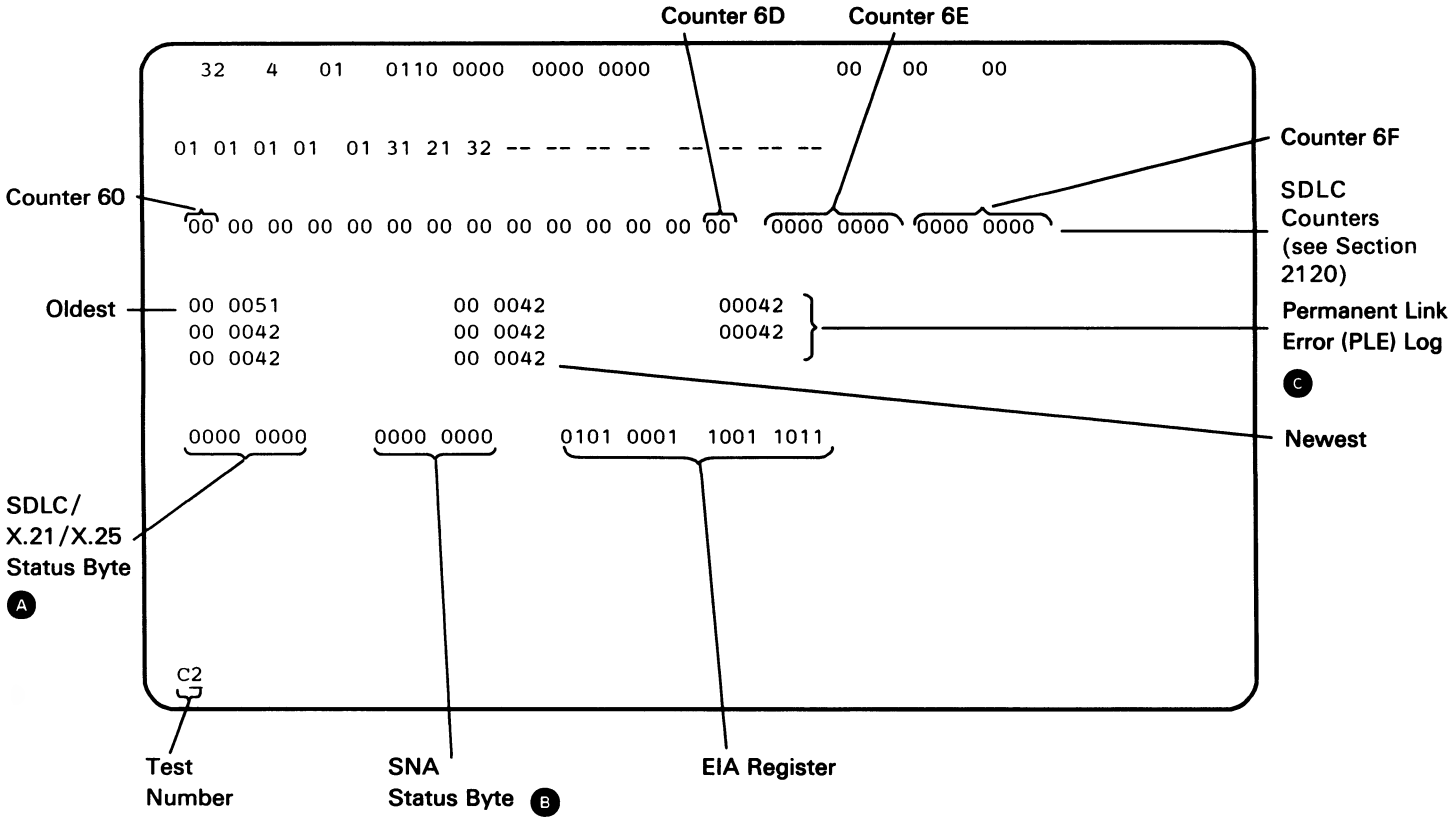 Counter 6D Counter 6E
32 4 01 0110 0000 0000 0000 00 00 00
01 01 01 01 01 31 21 32 -- -- -- -- -- -- -- --
Counter 6F
Counter 60
00 00 00 00 00 00 00 00 00 00 00 00 00 00 0000 0000 0000 0000
SDLC
Counters
(see Section
2120)
Oldest
00 0051 00 0042 00042
00 0042 00 0042 00042
00 0042 00 0042
Permanent Link
Error (PLE) Log
C
Newest
0000 0000 0000 0000 0101 0001 1001 1011
SDLC/
X.21/X.25
Status Byte
A
C2
Test
Number
SNA
Status Byte B
EIA Register